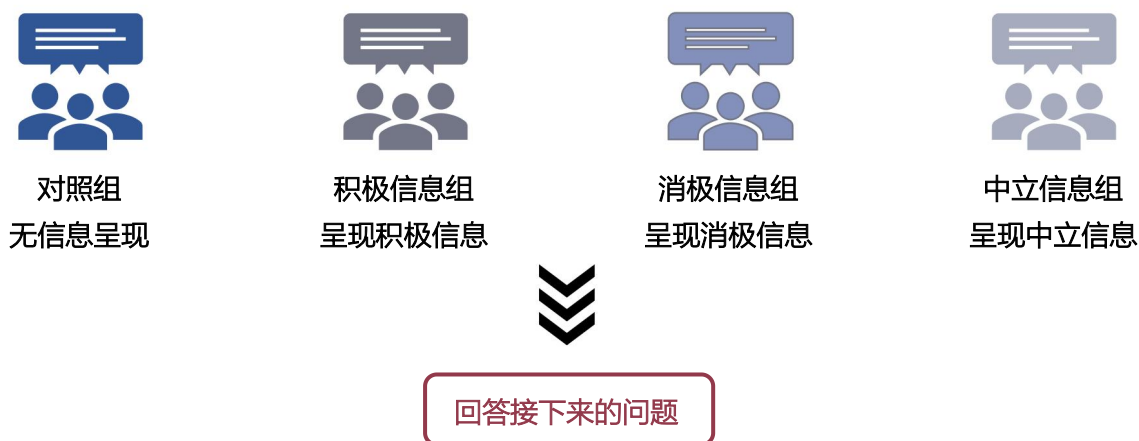 对照组
无信息呈现
积极信息组
呈现积极信息
消极信息组
呈现消极信息
中立信息组
呈现中立信息
回答接下来的问题